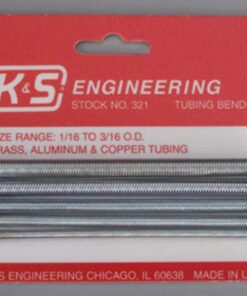 K&S ENGINEERING
STOCK NO. 321 TUBING BEND
ZE RANGE: 1/16 TO 3/16 O.D.
RASS, ALUMINUM & COPPER TUBING
S ENGINEERING CHICAGO, IL 60638 MADE IN U